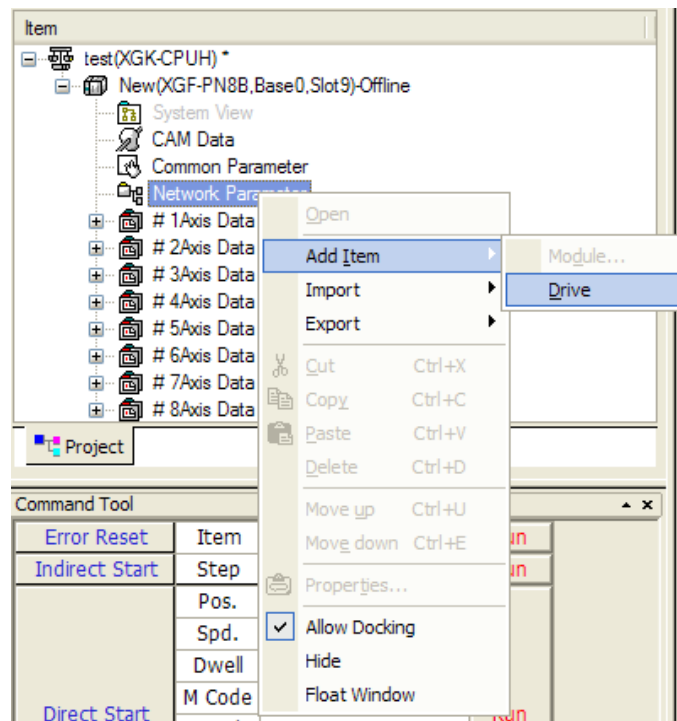 Item
test(XGK-CPUH) *
New(XGF-PN8B,Base0,Slot9)-Offline
System View
CAM Data
Common Parameter
Network Parameter
# 1Axis Data
# 2Axis Data
# 3Axis Data
# 4Axis Data
# 5Axis Data
# 6Axis Data
# 7Axis Data
# 8Axis Data
Open
Add Item
Import
Export
Cut Ctrl+X
Copy Ctrl+C
Paste Ctrl+V
Delete Ctrl+D
Move up Ctrl+U
Move down Ctrl+E
Properties...
Allow Docking
Hide
Float Window
Module...
Drive
Project
Command Tool
Error Reset Item
Indirect Start Step
Pos.
Spd.
Dwell
M Code
Direct Start
Run